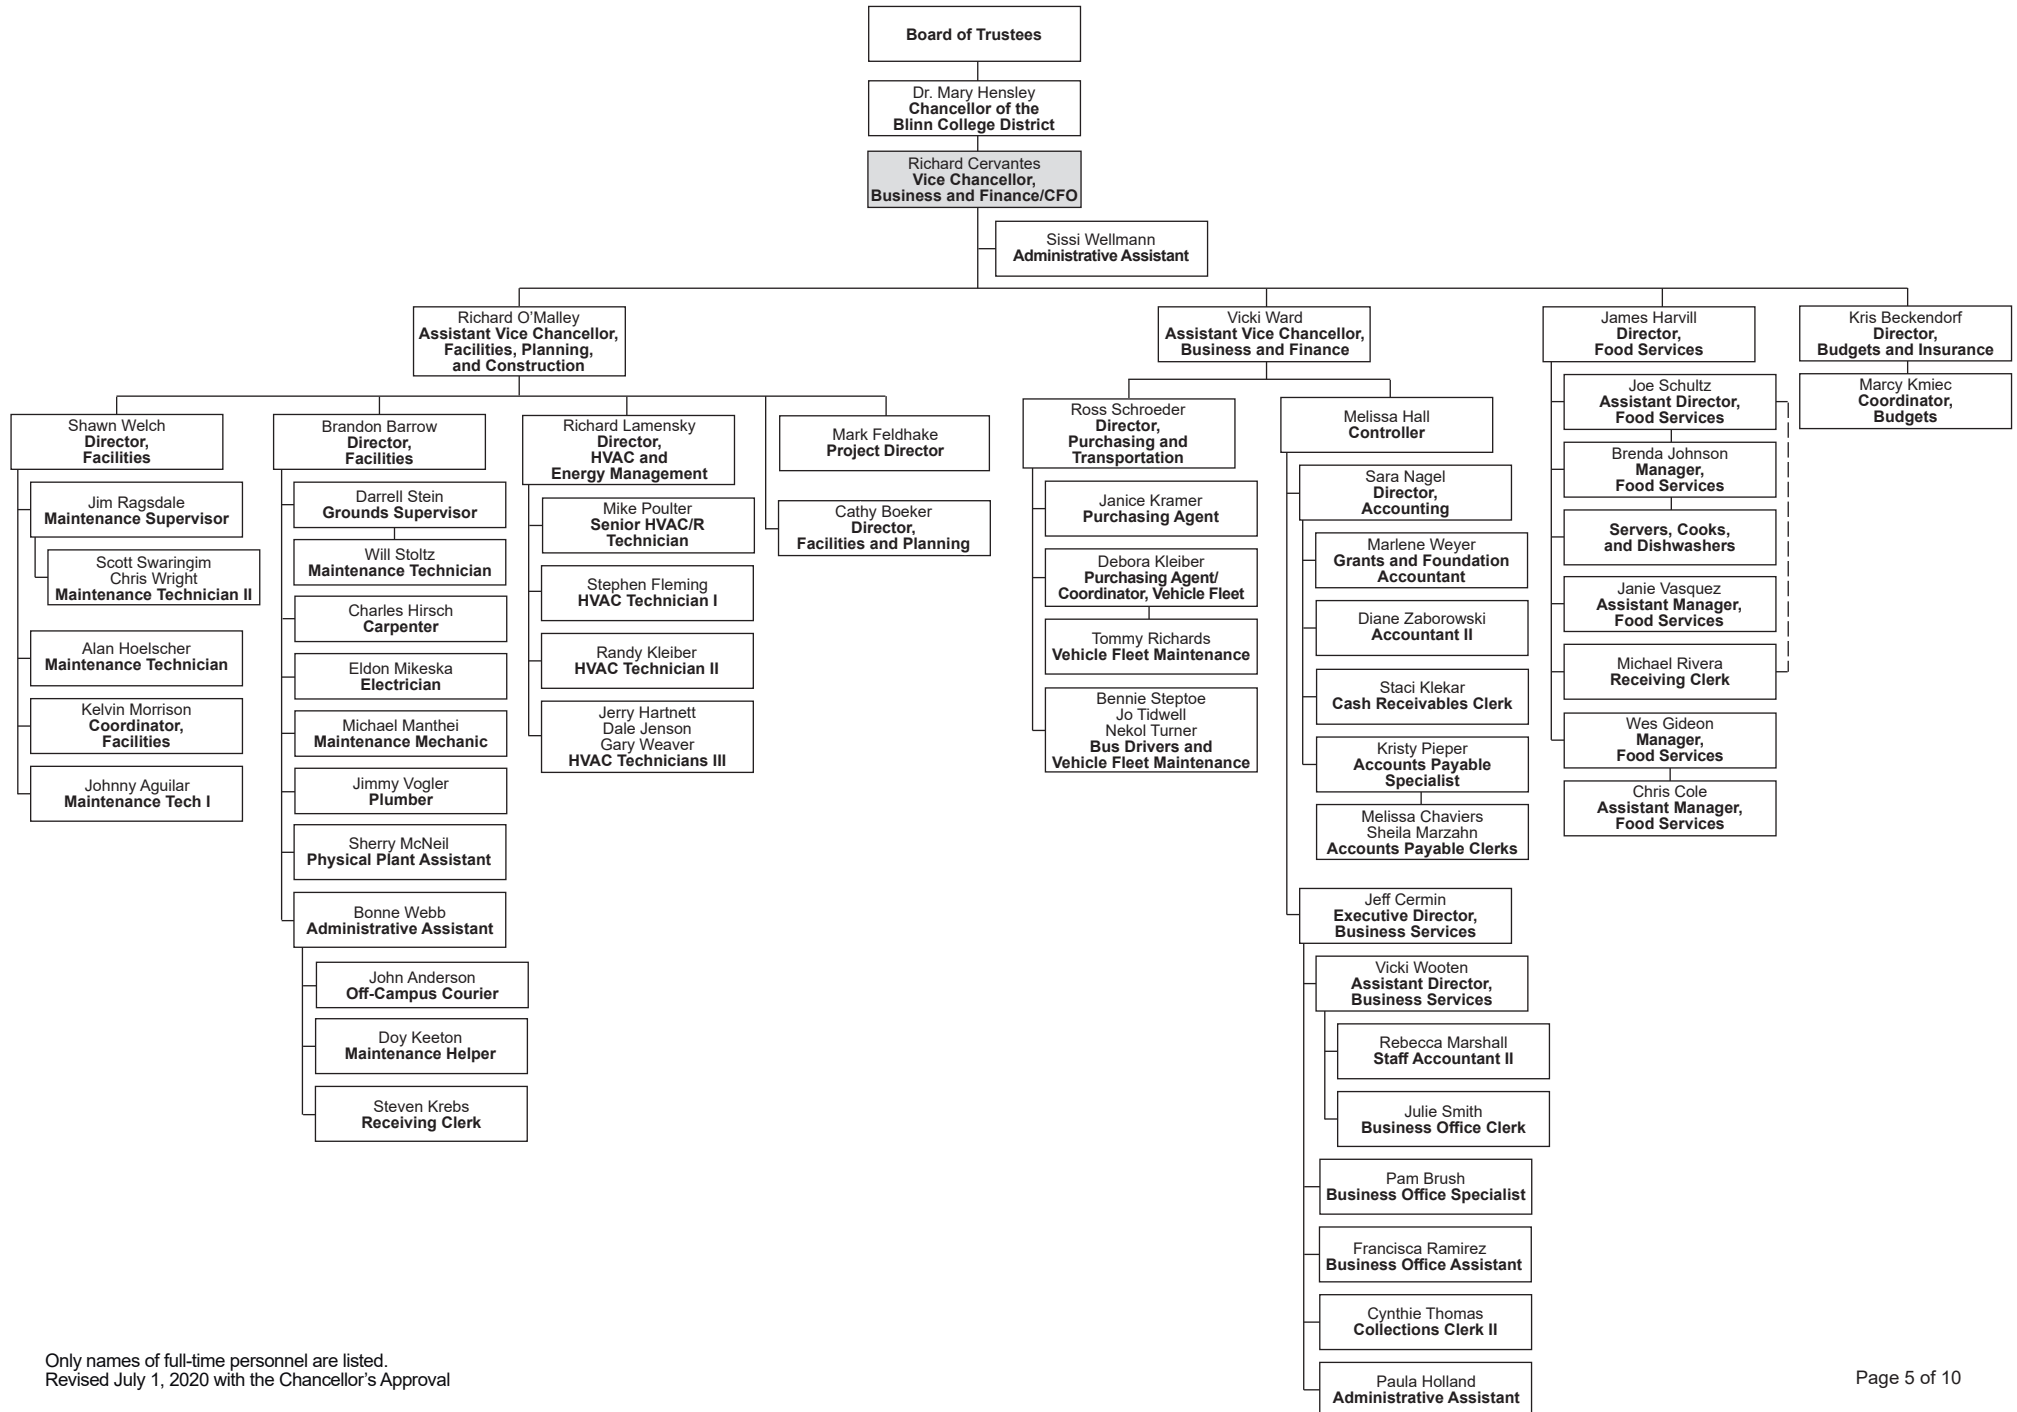 Board of Trustees
Dr. Mary Hensley
Chancellor of the
Blinn College District
Richard Cervantes
Vice Chancellor,
Business and Finance/CFO
Sissi Wellmann
Administrative Assistant
Richard O'Malley
Assistant Vice Chancellor,
Facilities, Planning,
and Construction
Shawn Welch
Director,
Facilities
Jim Ragsdale
Maintenance Supervisor
Scott Swaringim
Chris Wright
Maintenance Technician II
Alan Hoelscher
Maintenance Technician
Kelvin Morrison
Coordinator,
Facilities
Johnny Aguilar
Maintenance Tech I
Brandon Barrow
Director,
Facilities
Darrell Stein
Grounds Supervisor
Will Stoltz
Maintenance Technician
Charles Hirsch
Carpenter
Eldon Mikeska
Electrician
Michael Manthei
Maintenance Mechanic
Jimmy Vogler
Plumber
Sherry McNeil
Physical Plant Assistant
Bonne Webb
Administrative Assistant
John Anderson
Off-Campus Courier
Doy Keeton
Maintenance Helper
Steven Krebs
Receiving Clerk
Richard Lamensky
Director,
HVAC and
Energy Management
Mike Poulter
Senior HVAC/R
Technician
Stephen Fleming
HVAC Technician I
Randy Kleiber
HVAC Technician II
Jerry Hartnett
Dale Jenson
Gary Weaver
HVAC Technicians III
Mark Feldhake
Project Director
Cathy Boeker
Director,
Facilities and Planning
Vicki Ward
Assistant Vice Chancellor,
Business and Finance
Ross Schroeder
Director,
Purchasing and
Transportation
Janice Kramer
Purchasing Agent
Debora Kleiber
Purchasing Agent/
Coordinator, Vehicle Fleet
Tommy Richards
Vehicle Fleet Maintenance
Bennie Steptoe
Jo Tidwell
Nekol Turner
Bus Drivers and
Vehicle Fleet Maintenance
Melissa Hall
Controller
Sara Nagel
Director,
Accounting
Marlene Weyer
Grants and Foundation
Accountant
Diane Zaborowski
Accountant II
Staci Klekar
Cash Receivables Clerk
Kristy Pieper
Accounts Payable
Specialist
Melissa Chaviers
Sheila Marzahn
Accounts Payable Clerks
Jeff Cermin
Executive Director,
Business Services
Vicki Wooten
Assistant Director,
Business Services
Rebecca Marshall
Staff Accountant II
Julie Smith
Business Office Clerk
Pam Brush
Business Office Specialist
Francisca Ramirez
Business Office Assistant
Cynthie Thomas
Collections Clerk II
Paula Holland
Administrative Assistant
James Harvill
Director,
Food Services
Joe Schultz
Assistant Director,
Food Services
Brenda Johnson
Manager,
Food Services
Servers, Cooks,
and Dishwashers
Janie Vasquez
Assistant Manager,
Food Services
Michael Rivera
Receiving Clerk
Wes Gideon
Manager,
Food Services
Chris Cole
Assistant Manager,
Food Services
Kris Beckendorf
Director,
Budgets and Insurance
Marcy Kmiec
Coordinator,
Budgets
Only names of full-time personnel are listed.
Revised July 1, 2020 with the Chancellor's Approval
Page 5 of 10